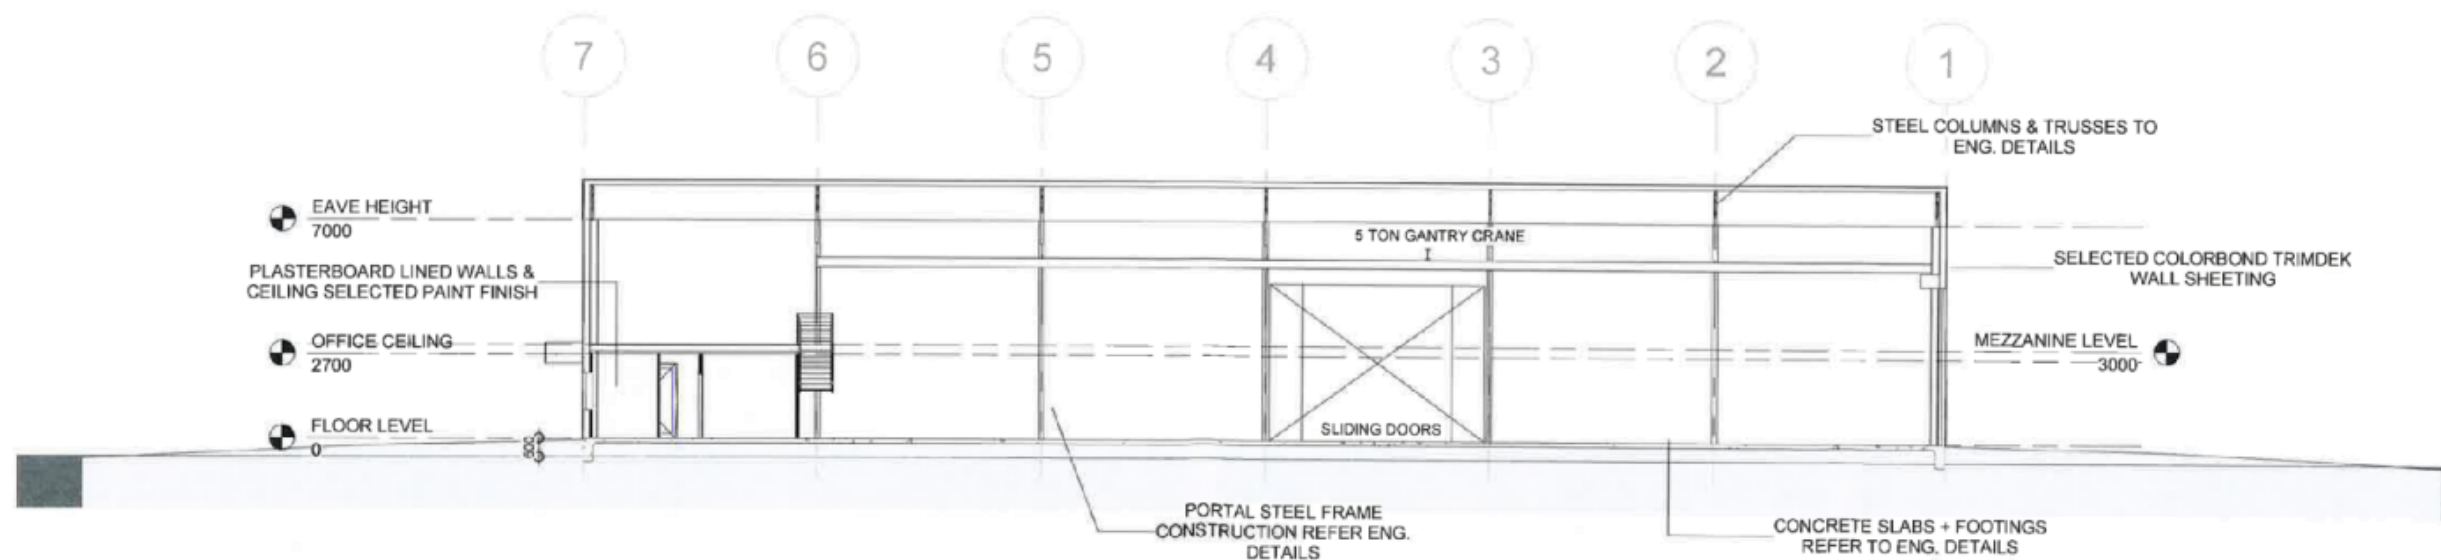 7 6 5 4 3 2 1
STEEL COLUMNS & TRUSSES TO
ENG. DETAILS
EAVE HEIGHT
7000
5 TON GANTRY CRANE
PLASTERBOARD LINED WALLS &
CEILING SELECTED PAINT FINISH
SELECTED COLORBOND TRIMDEK
WALL SHEETING
OFFICE CEILING
2700
MEZZANINE LEVEL
3000
FLOOR LEVEL
0
SLIDING DOORS
PORTAL STEEL FRAME
CONSTRUCTION REFER ENG.
DETAILS
CONCRETE SLABS + FOOTINGS
REFER TO ENG. DETAILS